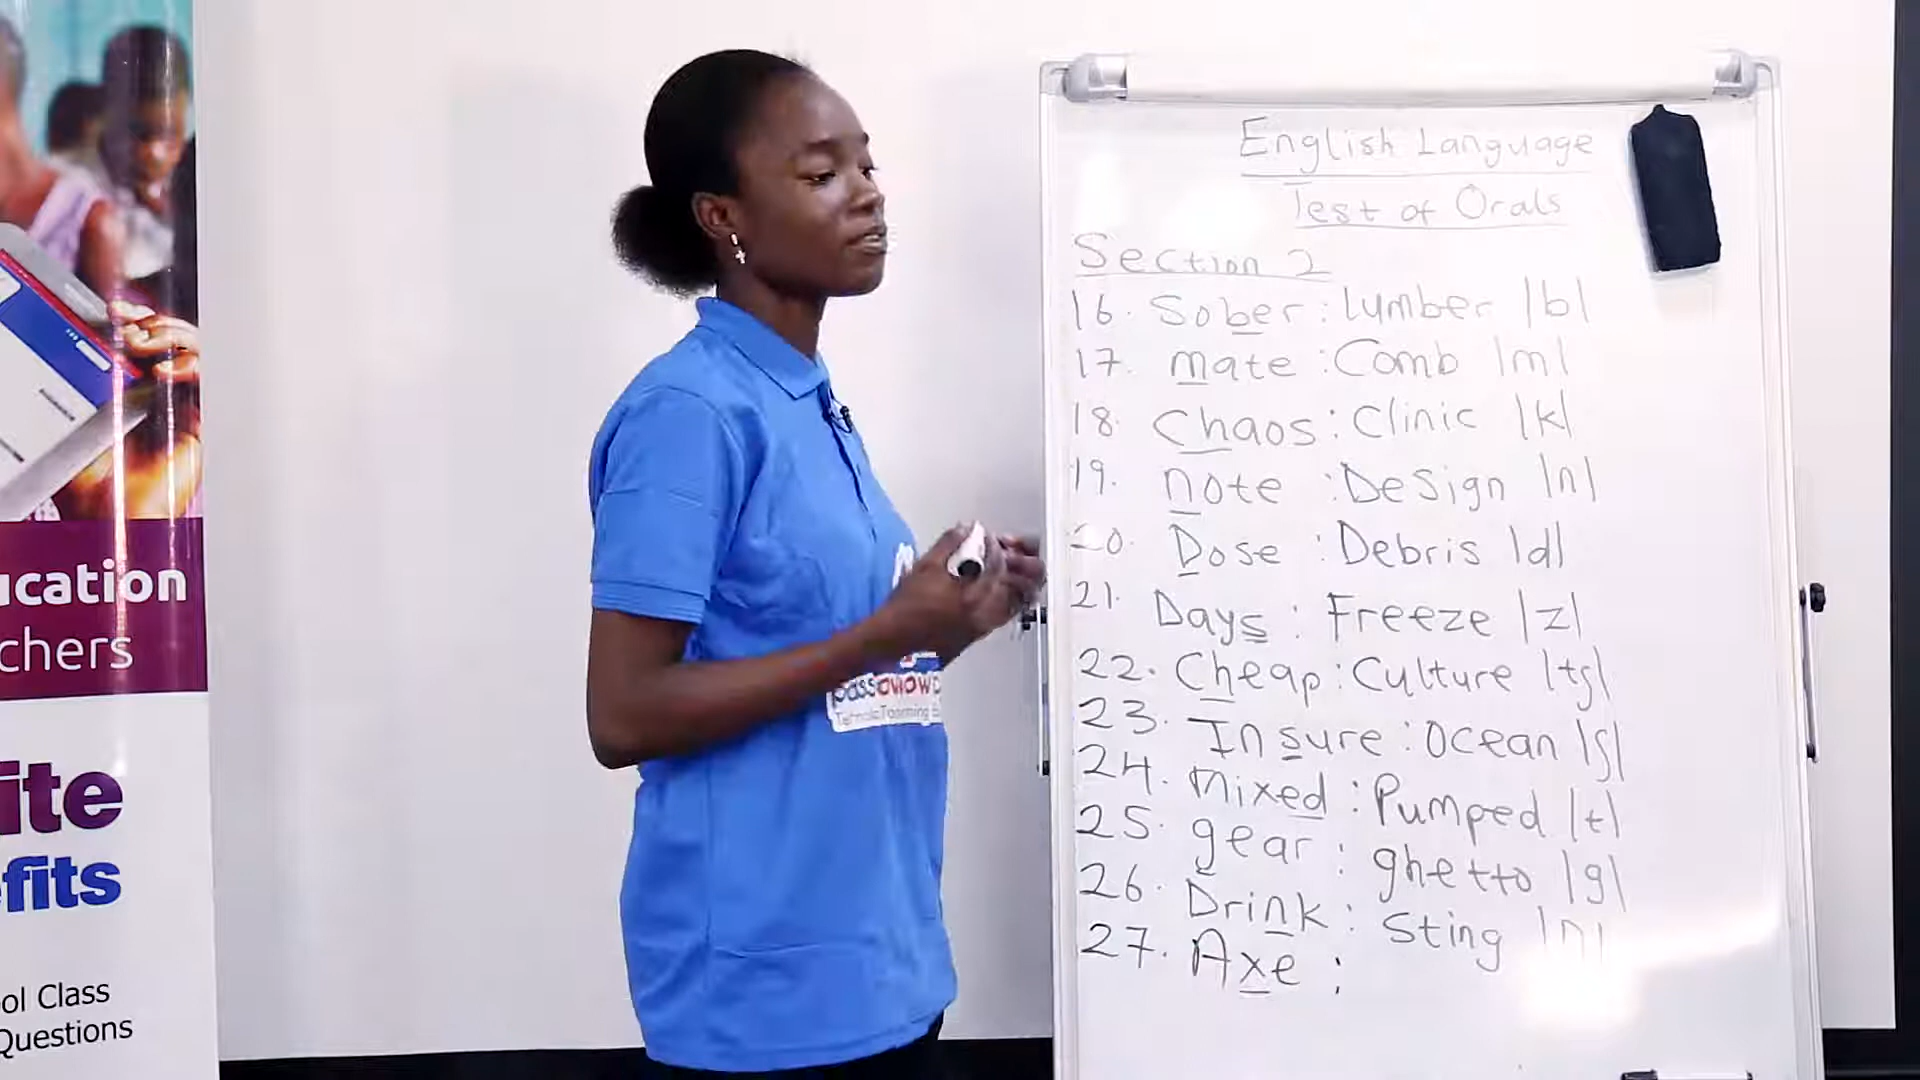 ucation
chers
ite
fits
ol Class
Questions
English Language
Test of Orals
Section 2
16. Sober : lumber |b|
17. mate : Comb |m|
18. Chaos : Clinic |k|
19. note : Design |n|
20. Dose : Debris |d|
21. Days : Freeze |z|
22. Cheap : Culture |tʃ|
23. Insure : Ocean |ʃ|
24. Mixed : Pumped |t|
25. gear : ghetto |g|
26. Drink : Sting |ŋ|
27. Axe :